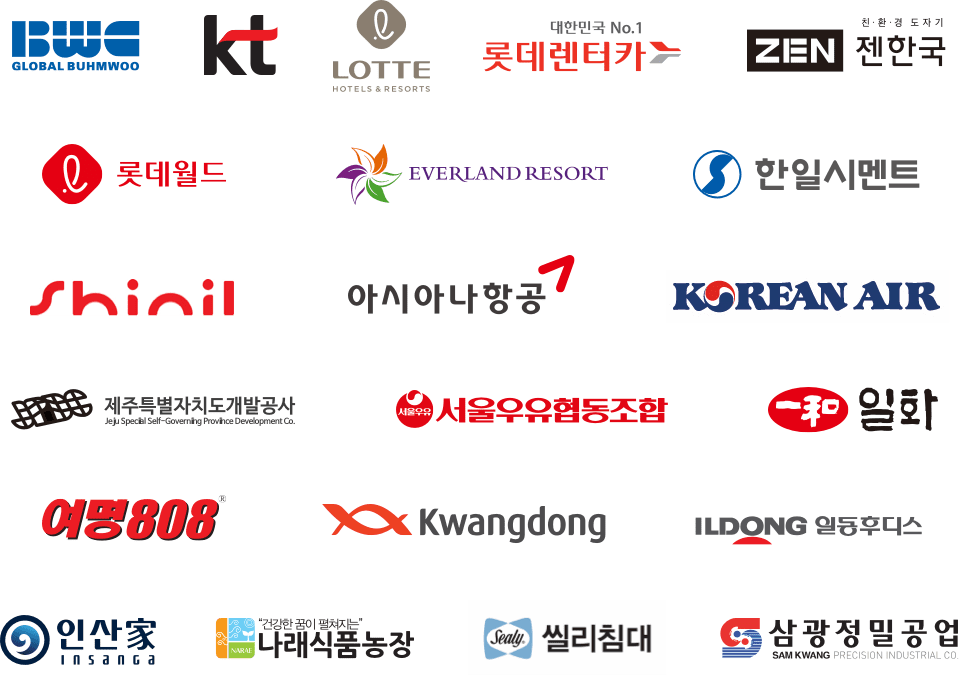 BWC
GLOBAL BUHMWOO
kt
LOTTE
HOTELS & RESORTS
대한민국 No.1
롯데렌터카
ZEN
친·환·경 도자기
젠한국
롯데월드
EVERLAND RESORT
한일시멘트
Shinil
아시아나항공
KOREAN AIR
제주특별자치도개발공사
Jeju Special Self-Governing Province Development Co.
서울우유
서울우유협동조합
一和
일화
여명808®
Kwangdong
ILDONG 일동후디스
인산家
insanga
NARAE
“건강한 꿈이 펼쳐지는”
나래식품농장
Sealy
씰리침대
삼광정밀공업
SAM KWANG PRECISION INDUSTRIAL CO.